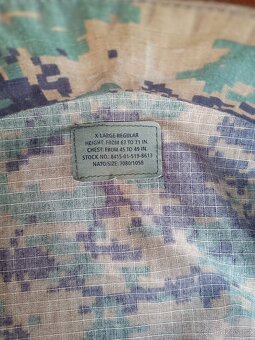 X-LARGE-REGULAR
HEIGHT: FROM 67 TO 71 IN.
CHEST: FROM 45 TO 49 IN.
STOCK NO.: 8415-01-519-8613
NATO SIZE: 7080/1058